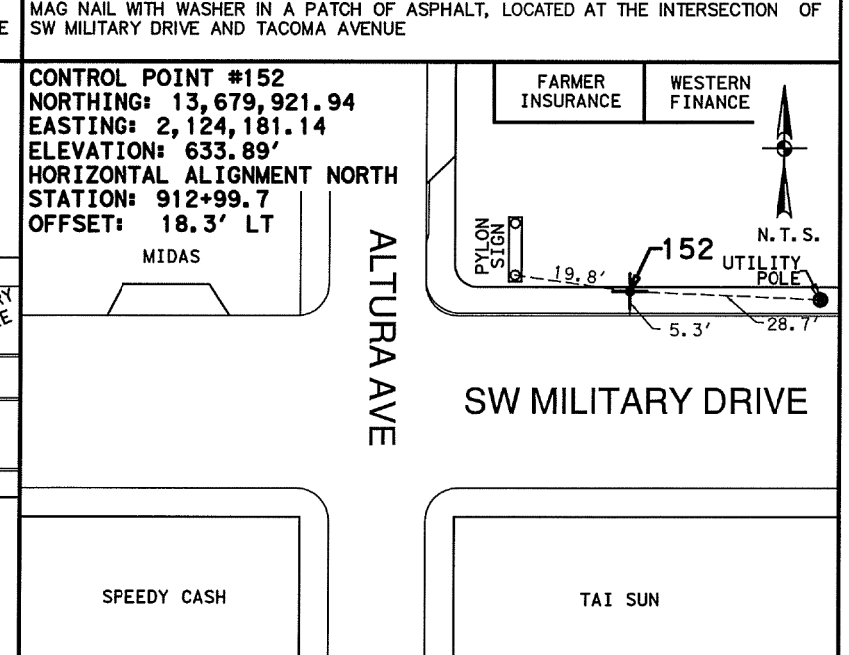 MAG NAIL WITH WASHER IN A PATCH OF ASPHALT, LOCATED AT THE INTERSECTION OF
SW MILITARY DRIVE AND TACOMA AVENUE
CONTROL POINT #152
NORTHING: 13,679,921.94
EASTING: 2,124,181.14
ELEVATION: 633.89'
HORIZONTAL ALIGNMENT NORTH
STATION: 912+99.7
OFFSET: 18.3' LT
FARMER
INSURANCE
WESTERN
FINANCE
N.T.S.
MIDAS
ALTURA AVE
PYLON
SIGN
19.8'
152
UTILITY
POLE
5.3'
28.7'
SW MILITARY DRIVE
SPEEDY CASH
TAI SUN